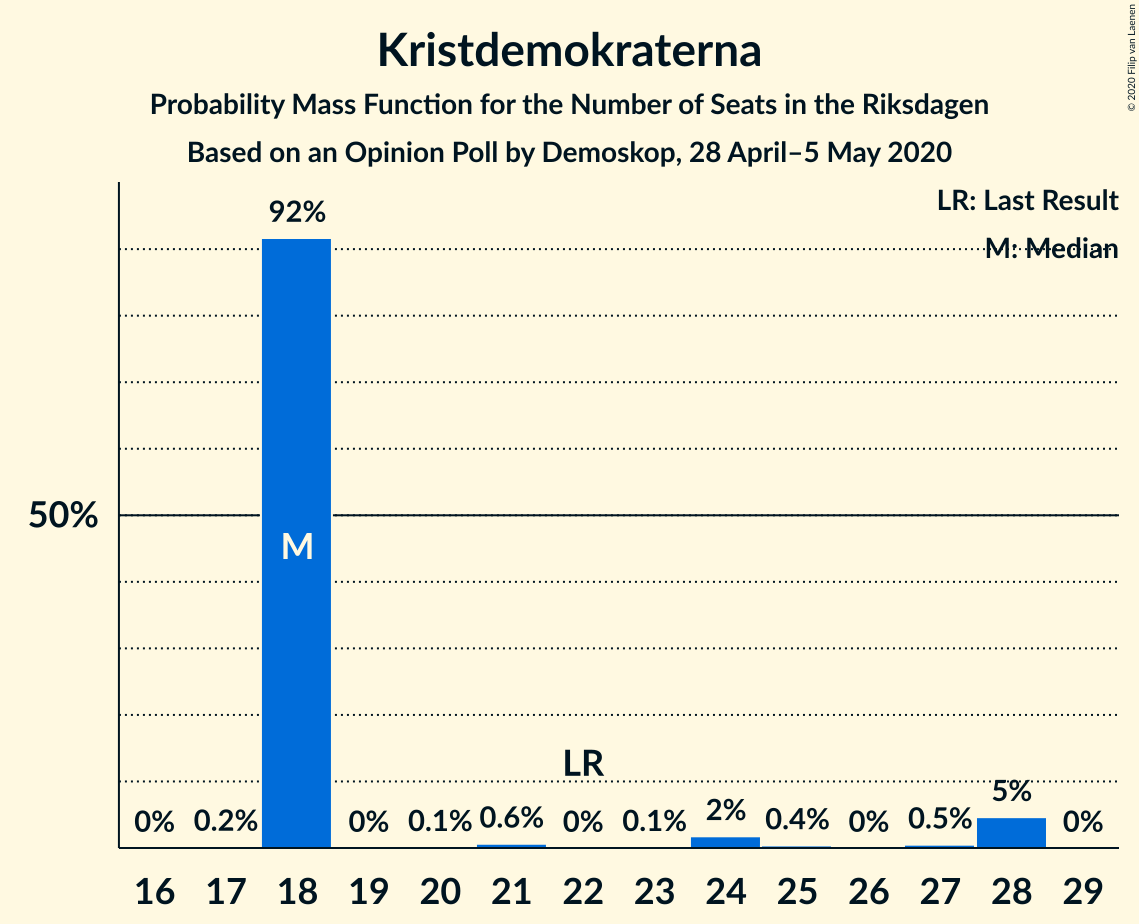 Kristdemokraterna
Probability Mass Function for the Number of Seats in the Riksdagen
Based on an Opinion Poll by Demoskop, 28 April–5 May 2020
© 2020 Filip van Laenen
LR: Last Result
M: Median
92%
50%
M
LR
0% 0.2% 0% 0.1% 0.6% 0% 0.1% 2% 0.4% 0% 0.5% 5% 0%
16 17 18 19 20 21 22 23 24 25 26 27 28 29